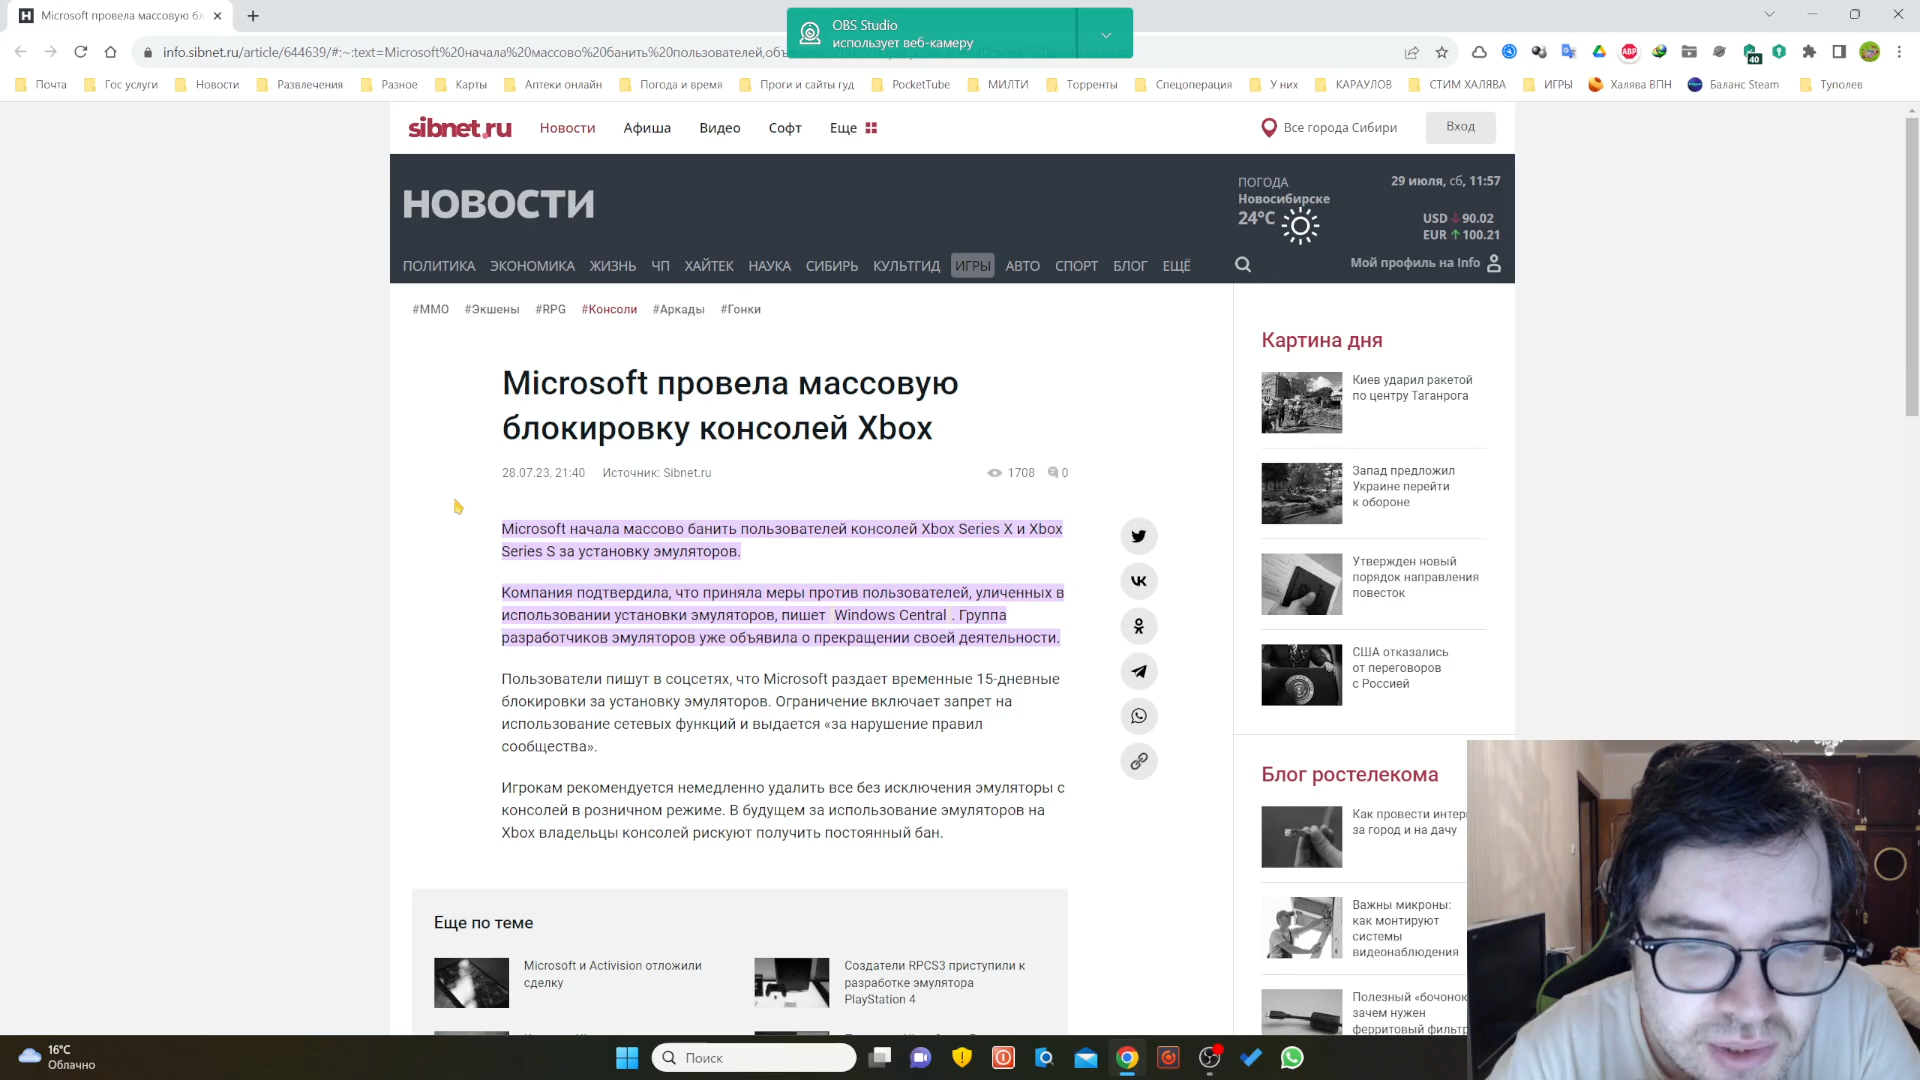 Microsoft провела массовую бл
OBS Studio
использует веб-камеру
info.sibnet.ru/article/644639/#:~:text=Microsoft%20начала%20массово%20банить%20пользователей,объ
40
Почта
Гос услуги
Новости
Развлечения
Разное
Карты
Аптеки онлайн
Погода и время
Проги и сайты гуд
PocketTube
МИЛТИ
Торренты
Спецоперация
У них
КАРАУЛОВ
СТИМ ХАЛЯВА
ИГРЫ
Халява ВПН
Баланс Steam
Туполев
sibnet.ru
Новости
Афиша
Видео
Софт
Еще
Все города Сибири
Вход
НОВОСТИ
ПОГОДА
Новосибирске
24°C
29 июля, сб, 11:57
USD ↓ 90.02
EUR ↑ 100.21
ПОЛИТИКА ЭКОНОМИКА ЖИЗНЬ ЧП ХАЙТЕК НАУКА СИБИРЬ КУЛЬТГИД ИГРЫ АВТО СПОРТ БЛОГ ЕЩЁ
Мой профиль на Info
#MMO #Экшены #RPG #Консоли #Аркады #Гонки
Microsoft провела массовую
блокировку консолей Xbox
28.07.23, 21:40 Источник: Sibnet.ru
1708 0
Microsoft начала массово банить пользователей консолей Xbox Series X и Xbox
Series S за установку эмуляторов.
Компания подтвердила, что приняла меры против пользователей, уличенных в
использовании установки эмуляторов, пишет Windows Central . Группа
разработчиков эмуляторов уже объявила о прекращении своей деятельности.
Пользователи пишут в соцсетях, что Microsoft раздает временные 15-дневные
блокировки за установку эмуляторов. Ограничение включает запрет на
использование сетевых функций и выдается «за нарушение правил
сообщества».
Игрокам рекомендуется немедленно удалить все без исключения эмуляторы с
консолей в розничном режиме. В будущем за использование эмуляторов на
Xbox владельцы консолей рискуют получить постоянный бан.
Еще по теме
Microsoft и Activision отложили
сделку
Создатели RPCS3 приступили к
разработке эмулятора
PlayStation 4
Картина дня
Киев ударил ракетой
по центру Таганрога
Запад предложил
Украине перейти
к обороне
Утвержден новый
порядок направления
повесток
США отказались
от переговоров
с Россией
Блог ростелекома
Как провести интер
за город и на дачу
Важны микроны:
как монтируют
системы
видеонаблюдения
Полезный «бочонок
зачем нужен
ферритовый фильтр
16°C
Облачно
Поиск